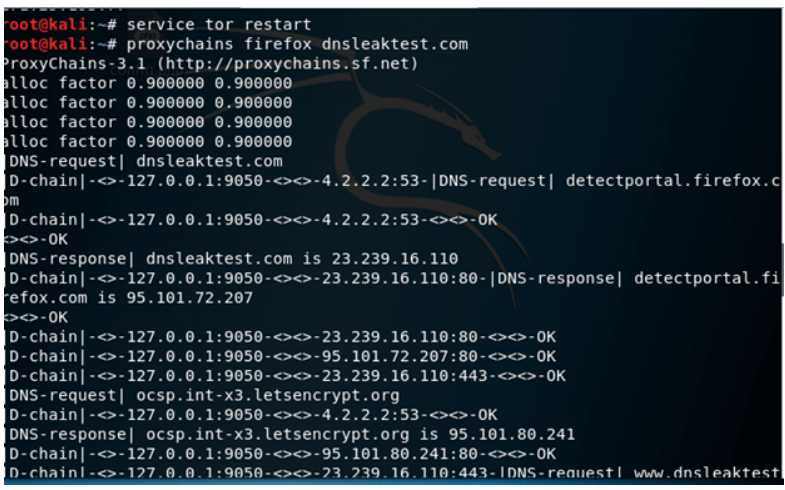 root@kali:~# service tor restart
root@kali:~# proxychains firefox dnsleaktest.com
ProxyChains-3.1 (http://proxychains.sf.net)
alloc factor 0.900000 0.900000
alloc factor 0.900000 0.900000
alloc factor 0.900000 0.900000
alloc factor 0.900000 0.900000
|DNS-request| dnsleaktest.com
|D-chain|-<>-127.0.0.1:9050-<><>-4.2.2.2:53-|DNS-request| detectportal.firefox.c
om
|D-chain|-<>-127.0.0.1:9050-<><>-4.2.2.2:53-<><>-OK
<><>-OK
|DNS-response| dnsleaktest.com is 23.239.16.110
|D-chain|-<>-127.0.0.1:9050-<><>-23.239.16.110:80-|DNS-response| detectportal.fi
refox.com is 95.101.72.207
<><>-OK
|D-chain|-<>-127.0.0.1:9050-<><>-23.239.16.110:80-<><>-OK
|D-chain|-<>-127.0.0.1:9050-<><>-95.101.72.207:80-<><>-OK
|D-chain|-<>-127.0.0.1:9050-<><>-23.239.16.110:443-<><>-OK
|DNS-request| ocsp.int-x3.letsencrypt.org
|D-chain|-<>-127.0.0.1:9050-<><>-4.2.2.2:53-<><>-OK
|DNS-response| ocsp.int-x3.letsencrypt.org is 95.101.80.241
|D-chain|-<>-127.0.0.1:9050-<><>-95.101.80.241:80-<><>-OK
|D-chain|-<>-127.0.0.1:9050-<><>-23.239.16.110:443-|DNS-request| www.dnsleaktest